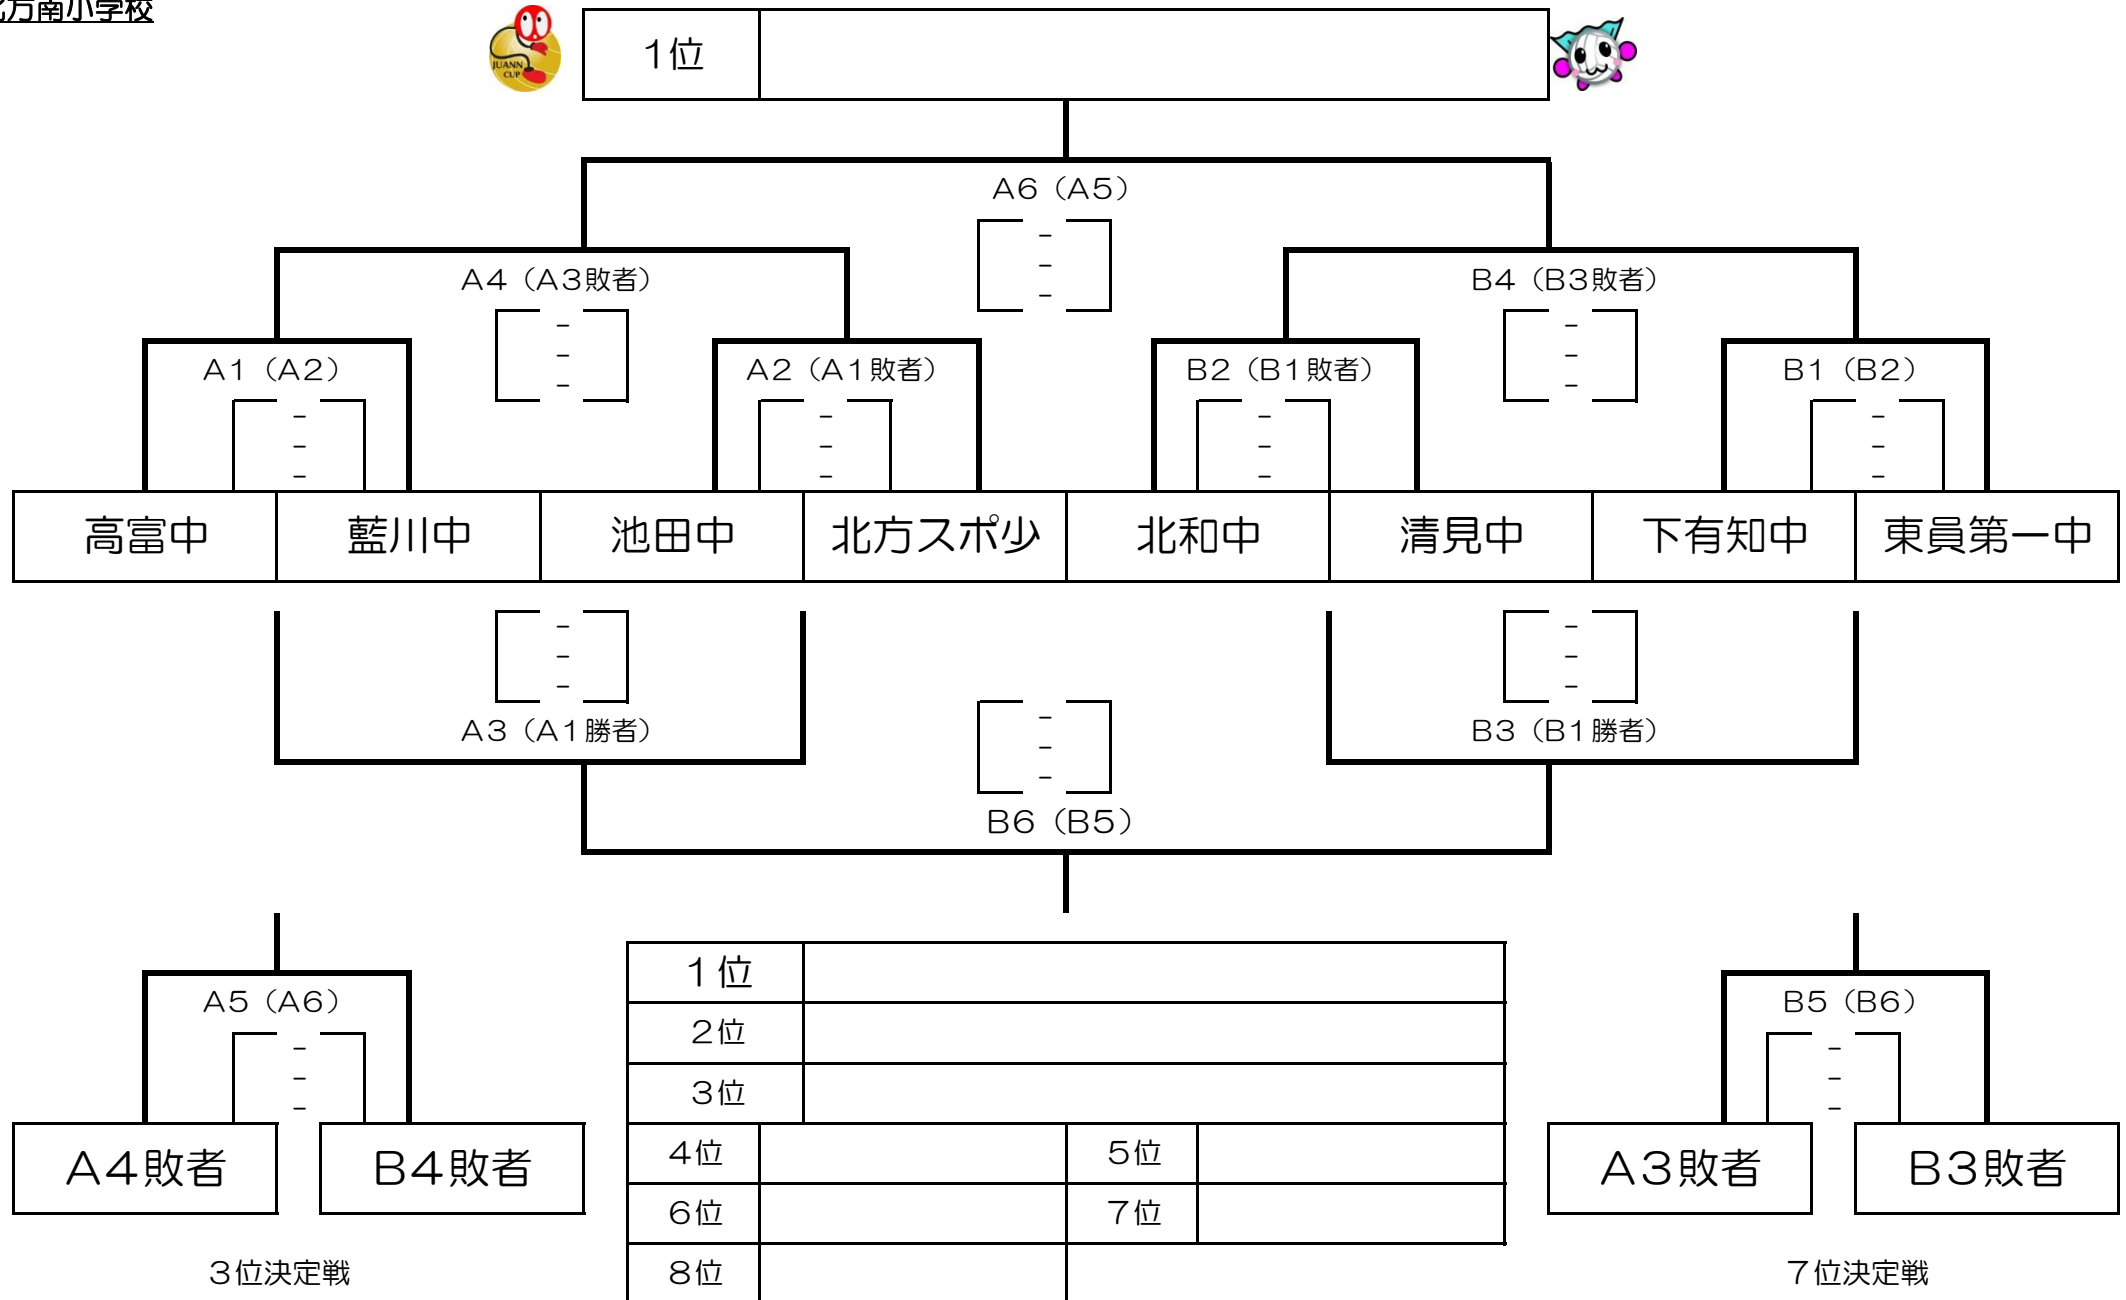 方南小学校
JUANN
CUP
１位
Ａ６（Ａ５）
-
-
-
Ａ４（Ａ３敗者）
-
-
-
Ｂ４（Ｂ３敗者）
-
-
-
Ａ１（Ａ２）
-
-
-
Ａ２（Ａ１敗者）
-
-
-
Ｂ２（Ｂ１敗者）
-
-
-
Ｂ１（Ｂ２）
-
-
-
高富中 藍川中 池田中 北方スポ少 北和中 清見中 下有知中 東員第一中
-
-
-
Ａ３（Ａ１勝者）
-
-
-
Ｂ３（Ｂ１勝者）
-
-
-
Ｂ６（Ｂ５）
Ａ５（Ａ６）
-
-
-
Ａ４敗者 Ｂ４敗者
３位決定戦
１位
２位
３位
４位 ５位
６位 ７位
８位
Ｂ５（Ｂ６）
-
-
-
Ａ３敗者 Ｂ３敗者
７位決定戦